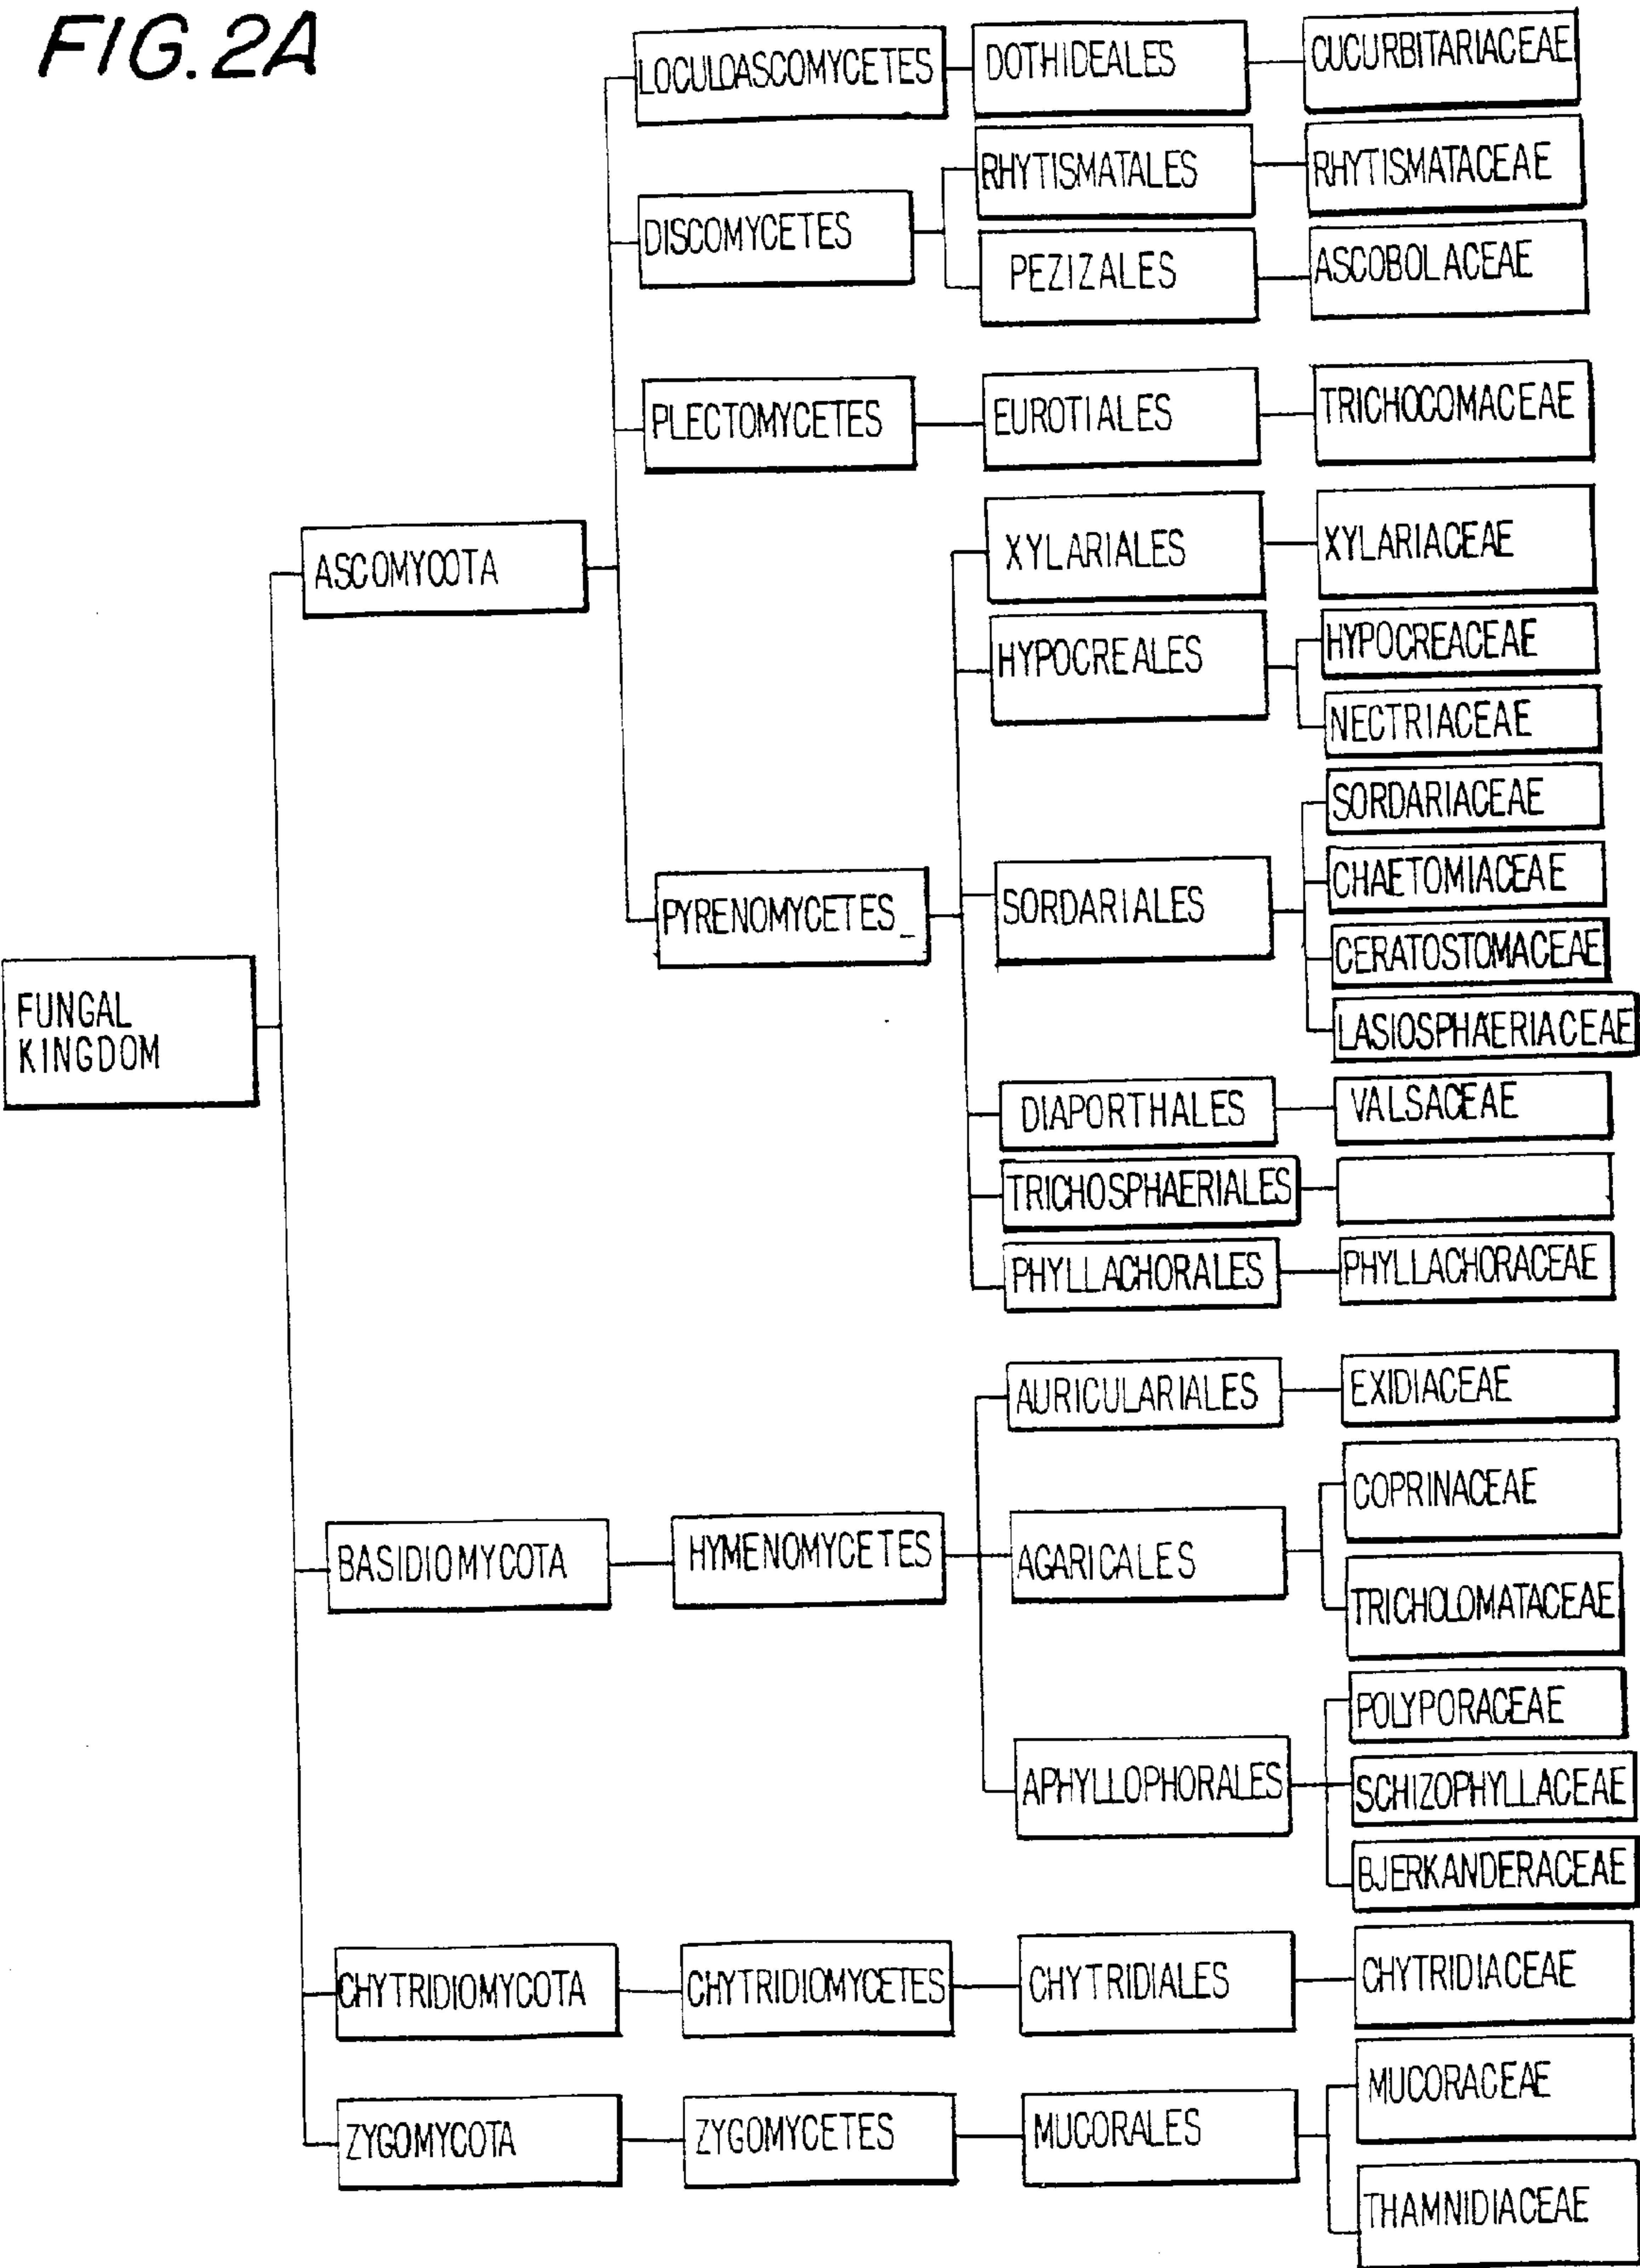 FIG.2A
FUNGAL
KINGDOM
ASCOMYCOTA
LOCULOASCOMYCETES
DOTHIDEALES
CUCURBITARIACEAE
DISCOMYCETES
RHYTISMATALES
RHYTISMATACEAE
PEZIZALES
ASCOBOLACEAE
PLECTOMYCETES
EUROTIALES
TRICHOCOMACEAE
PYRENOMYCETES_
XYLARIALES
XYLARIACEAE
HYPOCREALES
HYPOCREACEAE
NECTRIACEAE
SORDARIALES
SORDARIACEAE
CHAETOMIACEAE
CERATOSTOMACEAE
LASIOSPHAERIACEAE
DIAPORTHALES
VALSACEAE
TRICHOSPHAERIALES
PHYLLACHORALES
PHYLLACHORACEAE
BASIDIOMYCOTA
HYMENOMYCETES
AURICULARIALES
EXIDIACEAE
AGARICALES
COPRINACEAE
TRICHOLOMATACEAE
APHYLLOPHORALES
POLYPORACEAE
SCHIZOPHYLLACEAE
BJERKANDERACEAE
CHYTRIDIOMYCOTA
CHYTRIDIOMYCETES
CHYTRIDIALES
CHYTRIDIACEAE
ZYGOMYCOTA
ZYGOMYCETES
MUCORALES
MUCORACEAE
THAMNIDIACEAE